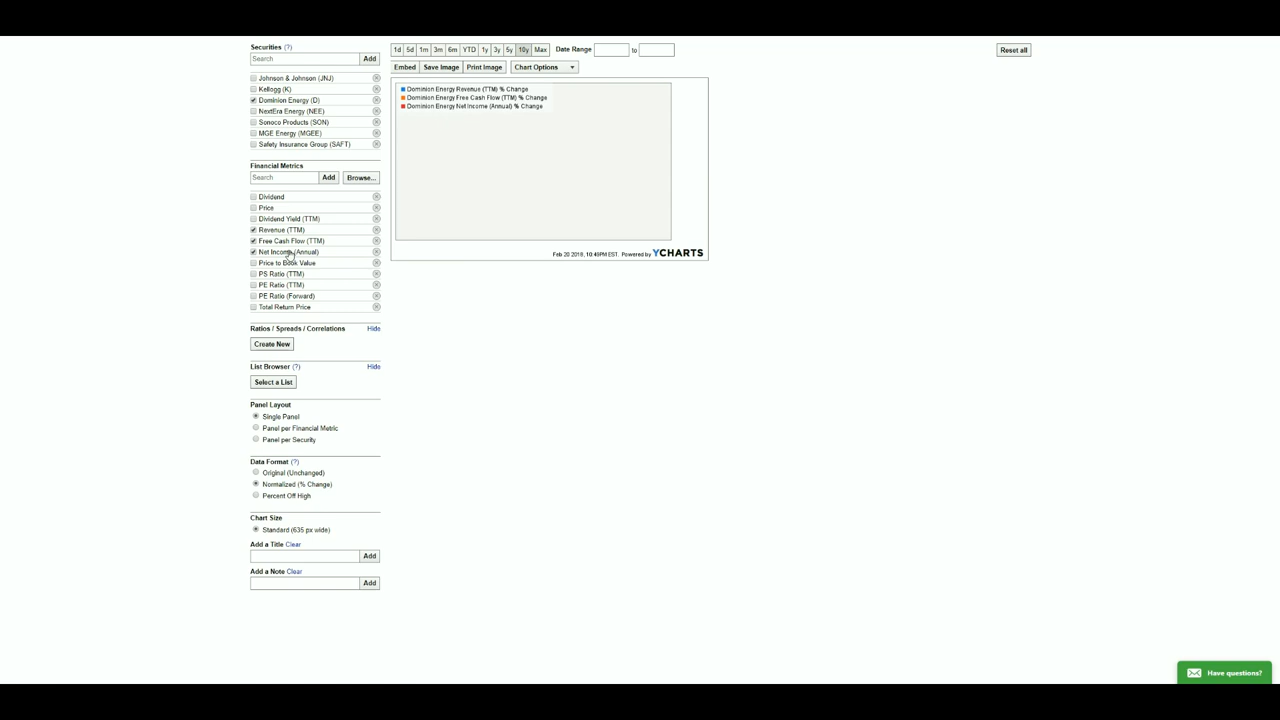 Securities (?)
Search Add
Johnson & Johnson (JNJ)
Kellogg (K)
Dominion Energy (D)
NextEra Energy (NEE)
Sonoco Products (SON)
MGE Energy (MGEE)
Safety Insurance Group (SAFT)
Financial Metrics
Search Add Browse...
Dividend
Price
Dividend Yield (TTM)
Revenue (TTM)
Free Cash Flow (TTM)
Net Income (Annual)
Price to Book Value
PS Ratio (TTM)
PE Ratio (TTM)
PE Ratio (Forward)
Total Return Price
Ratios / Spreads / Correlations Hide
Create New
List Browser (?) Hide
Select a List
Panel Layout
Single Panel
Panel per Financial Metric
Panel per Security
Data Format (?)
Original (Unchanged)
Normalized (% Change)
Percent Off High
Chart Size
Standard (635 px wide)
Add a Title Clear
Add
Add a Note Clear
Add
1d 5d 1m 3m 6m YTD 1y 3y 5y 10y Max Date Range to
Embed Save Image Print Image Chart Options
Dominion Energy Revenue (TTM) % Change
Dominion Energy Free Cash Flow (TTM) % Change
Dominion Energy Net Income (Annual) % Change
Feb 20 2018, 10:49PM EST. Powered by YCHARTS
Reset all
Have questions?